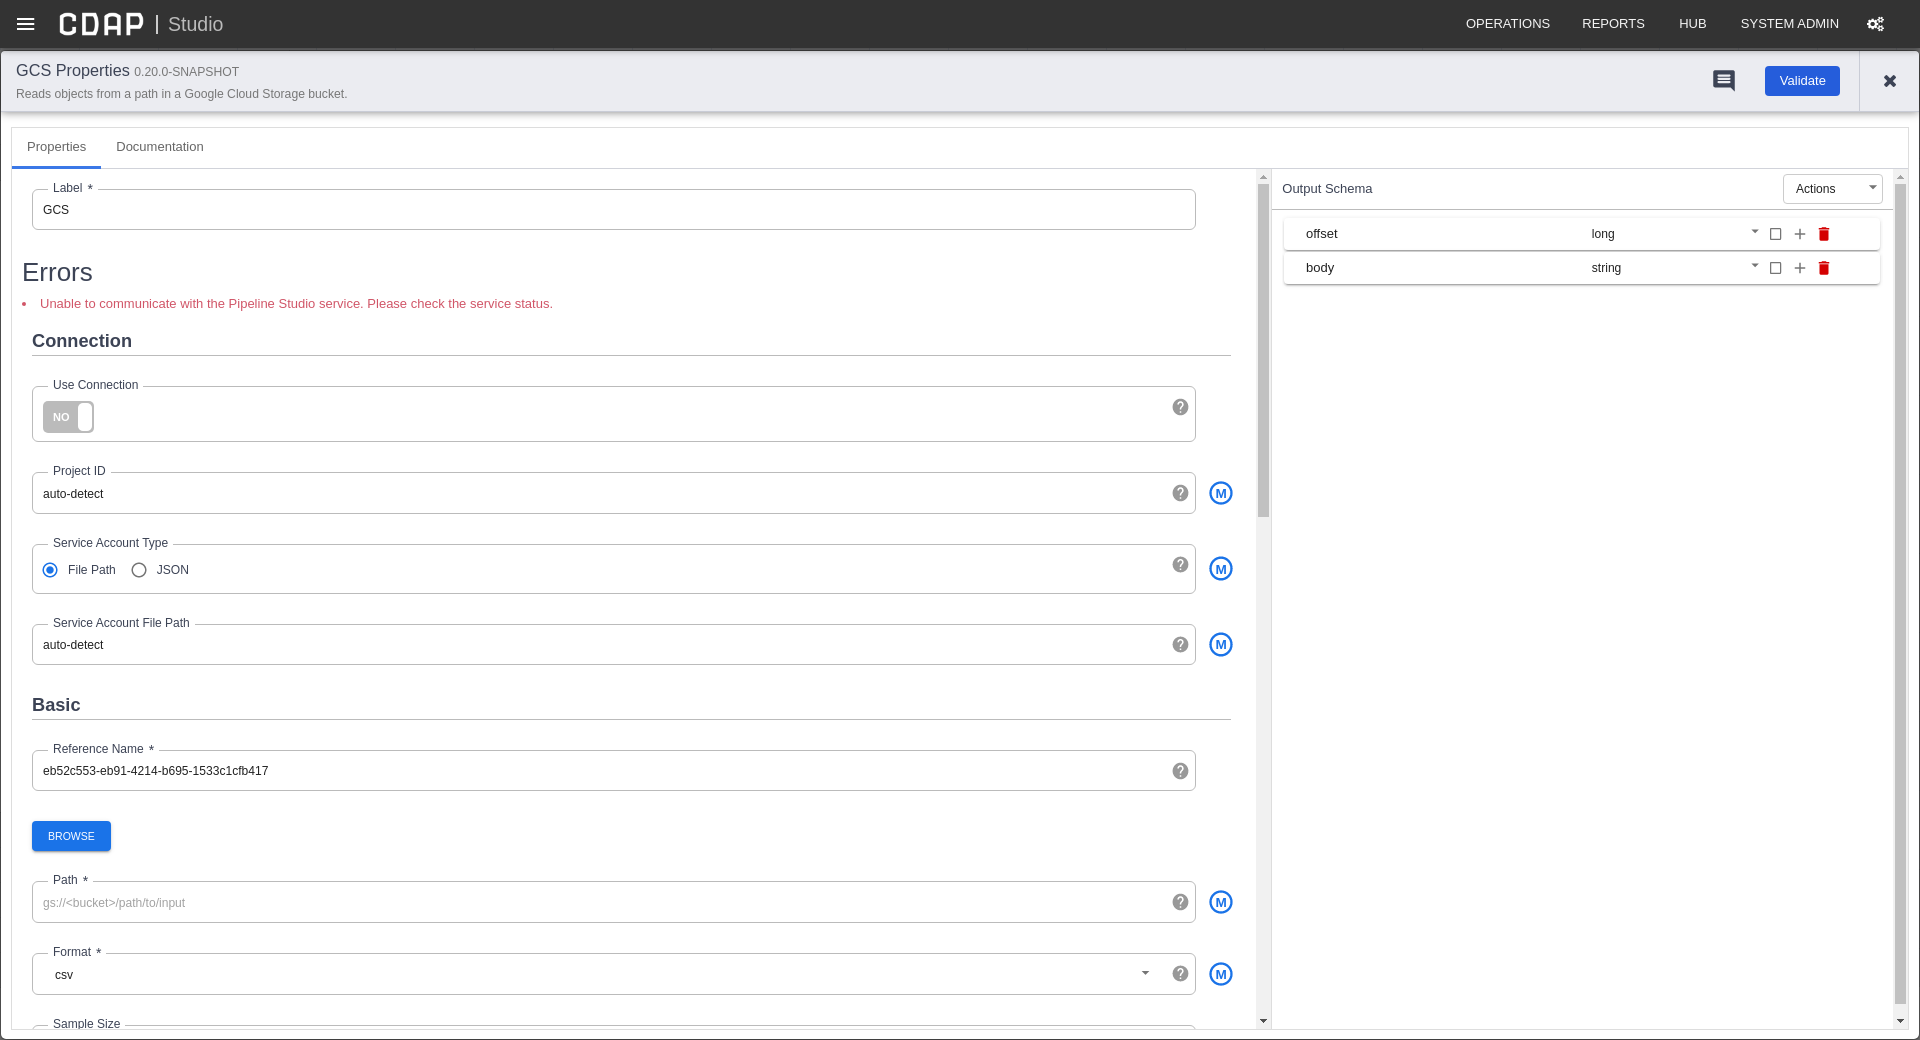 CDAP | Studio
OPERATIONS REPORTS HUB SYSTEM ADMIN
GCS Properties 0.20.0-SNAPSHOT
Reads objects from a path in a Google Cloud Storage bucket.
Validate
Properties Documentation
Label *
GCS
Errors
Unable to communicate with the Pipeline Studio service. Please check the service status.
Connection
Use Connection
NO
Project ID
auto-detect
M
Service Account Type
File Path JSON
M
Service Account File Path
auto-detect
M
Basic
Reference Name *
eb52c553-eb91-4214-b695-1533c1cfb417
BROWSE
Path *
gs://<bucket>/path/to/input
M
Format *
csv
M
Sample Size
Output Schema
Actions
offset long
body string